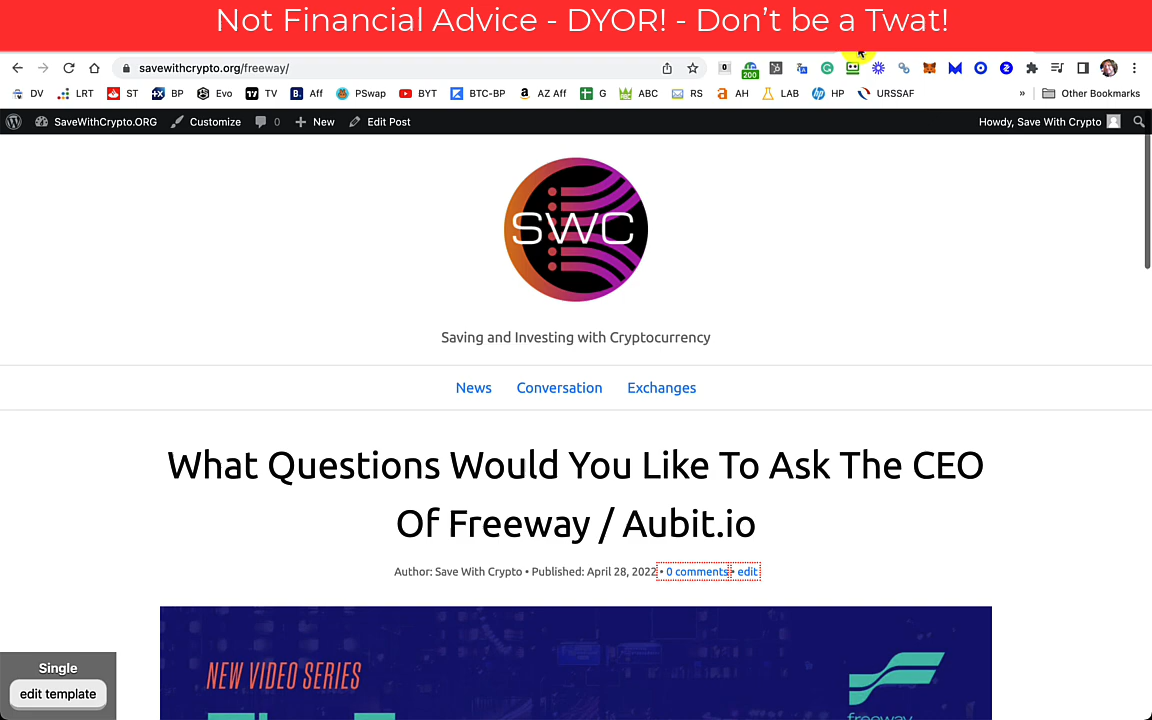 Not Financial Advice - DYOR! - Don't be a Twat!
savewithcrypto.org/freeway/
0
200
DV LRT ST BP Evo TV Aff PSwap BYT BTC-BP AZ Aff G ABC RS AH LAB HP URSSAF » Other Bookmarks
SaveWithCrypto.ORG Customize 0 New Edit Post Howdy, Save With Crypto
SWC
Saving and Investing with Cryptocurrency
News Conversation Exchanges
What Questions Would You Like To Ask The CEO
Of Freeway / Aubit.io
Author: Save With Crypto • Published: April 28, 2022 • 0 comments • edit
NEW VIDEO SERIES
freeway
Single
edit template